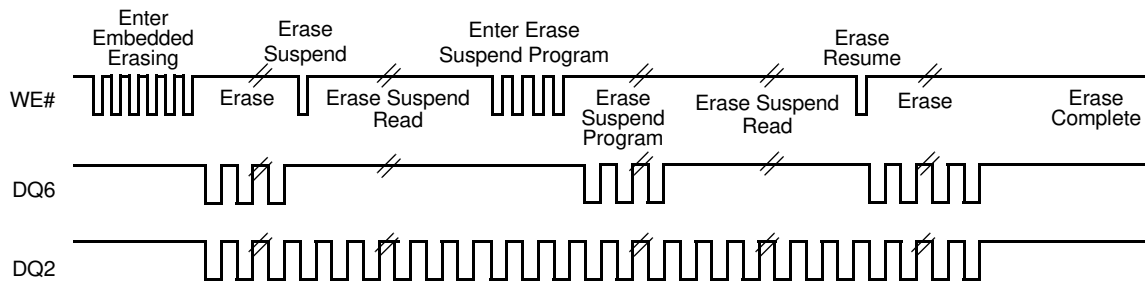 Enter
Embedded
Erasing
Erase
Suspend
Enter Erase
Suspend Program
Erase
Resume
WE#
Erase
Erase Suspend
Read
Erase
Suspend
Program
Erase Suspend
Read
Erase
Erase
Complete
DQ6
DQ2